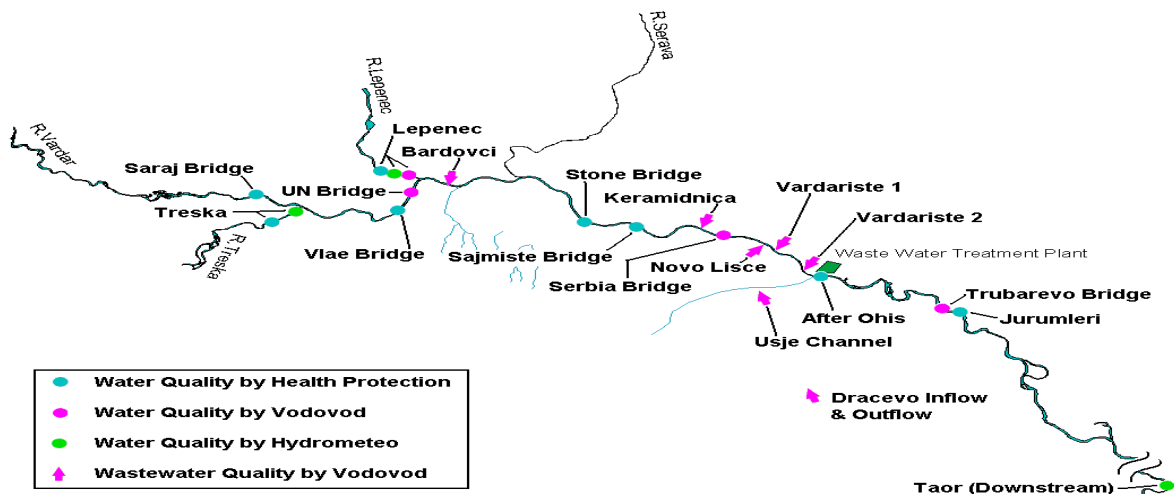 R.Serava
R.Lepenec
R.Vardar
Lepenec
Bardovci
Saraj Bridge
Stone Bridge
Vardariste 1
Keramidnica
UN Bridge
Treska
Vardariste 2
R.Treska
Vlae Bridge
Sajmiste Bridge
Waste Water Treatment Plant
Novo Lisce
Serbia Bridge
Trubarevo Bridge
After Ohis
Jurumleri
Usje Channel
Water Quality by Health Protection
Water Quality by Vodovod
Water Quality by Hydrometeo
Wastewater Quality by Vodovod
Dracevo Inflow
& Outflow
Taor (Downstream)